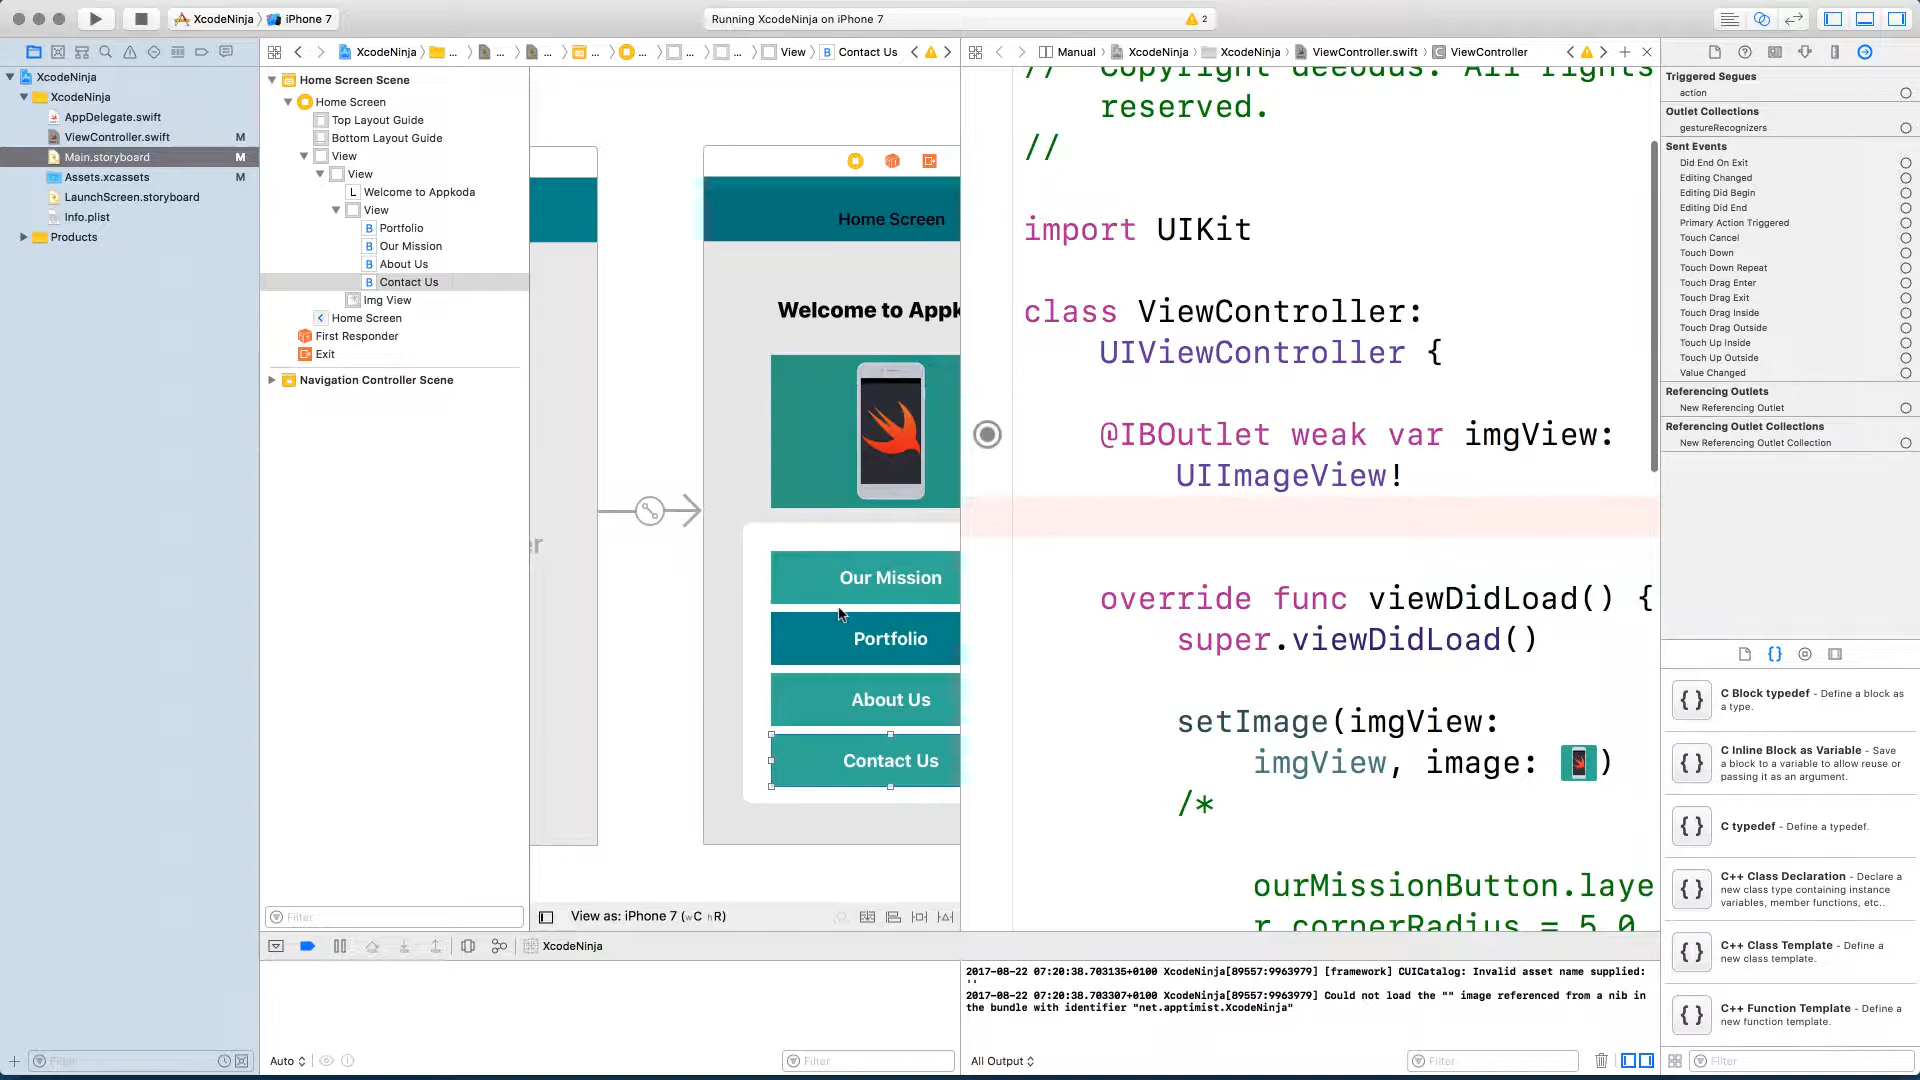 XcodeNinja
iPhone 7
Running XcodeNinja on iPhone 7
2
XcodeNinja
XcodeNinja
AppDelegate.swift
ViewController.swift
M
Main.storyboard
M
Assets.xcassets
M
LaunchScreen.storyboard
Info.plist
Products
Filter
XcodeNinja
...
...
...
...
...
...
...
View
B
Contact Us
Home Screen Scene
Home Screen
Top Layout Guide
Bottom Layout Guide
View
View
L
Welcome to Appkoda
View
B
Portfolio
B
Our Mission
B
About Us
B
Contact Us
Img View
Home Screen
First Responder
Exit
Navigation Controller Scene
Filter
Home Screen
Welcome to Appk
er
Our Mission
Portfolio
About Us
Contact Us
View as: iPhone 7 (wC hR)
Manual
XcodeNinja
XcodeNinja
ViewController.swift
C
ViewController
// Copyright deeodus. All rights
reserved.
//
import UIKit
class ViewController:
UIViewController {
@IBOutlet weak var imgView:
UIImageView!
override func viewDidLoad() {
super.viewDidLoad()
setImage(imgView:
imgView, image: )
/*
ourMissionButton.laye
r.cornerRadius = 5.0
XcodeNinja
2017-08-22 07:20:38.703135+0100 XcodeNinja[89557:9963979] [framework] CUICatalog: Invalid asset name supplied:
''
2017-08-22 07:20:38.703307+0100 XcodeNinja[89557:9963979] Could not load the "" image referenced from a nib in
the bundle with identifier "net.apptimist.XcodeNinja"
Auto
Filter
All Output
Filter
Triggered Segues
action
Outlet Collections
gestureRecognizers
Sent Events
Did End On Exit
Editing Changed
Editing Did Begin
Editing Did End
Primary Action Triggered
Touch Cancel
Touch Down
Touch Down Repeat
Touch Drag Enter
Touch Drag Exit
Touch Drag Inside
Touch Drag Outside
Touch Up Inside
Touch Up Outside
Value Changed
Referencing Outlets
New Referencing Outlet
Referencing Outlet Collections
New Referencing Outlet Collection
{}
{ }
C Block typedef - Define a block as
a type.
{ }
C Inline Block as Variable - Save
a block to a variable to allow reuse or
passing it as an argument.
{ }
C typedef - Define a typedef.
{ }
C++ Class Declaration - Declare a
new class type containing instance
variables, member functions, etc..
{ }
C++ Class Template - Define a
new class template.
{ }
C++ Function Template - Define a
new function template.
Filter